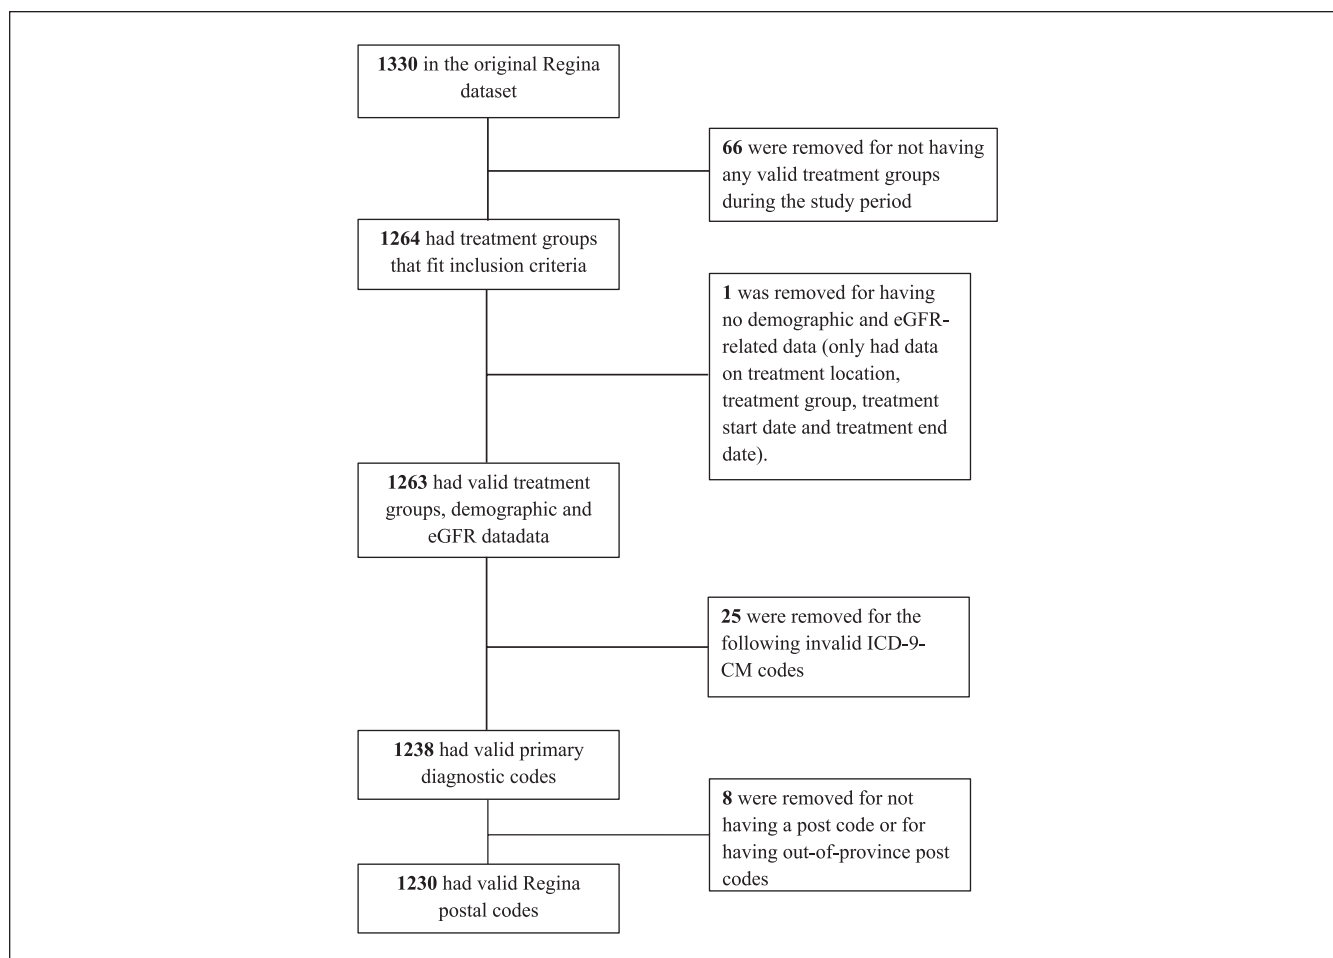 1330 in the original Regina
dataset
66 were removed for not having
any valid treatment groups
during the study period
1264 had treatment groups
that fit inclusion criteria
1 was removed for having
no demographic and eGFR-
related data (only had data
on treatment location,
treatment group, treatment
start date and treatment end
date).
1263 had valid treatment
groups, demographic and
eGFR datadata
25 were removed for the
following invalid ICD-9-
CM codes
1238 had valid primary
diagnostic codes
8 were removed for not
having a post code or for
having out-of-province post
codes
1230 had valid Regina
postal codes